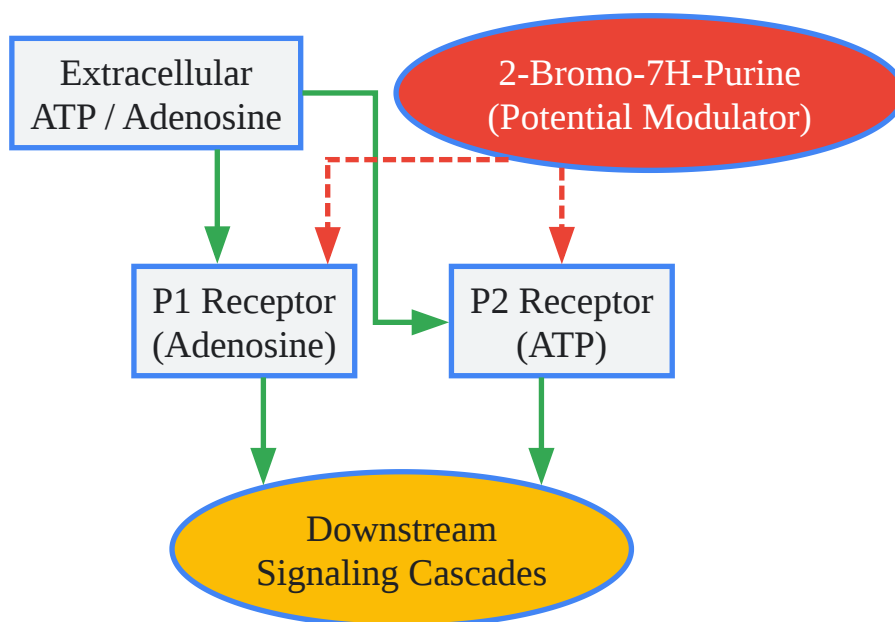 Extracellular
ATP / Adenosine
2-Bromo-7H-Purine
(Potential Modulator)
P1 Receptor
(Adenosine)
P2 Receptor
(ATP)
Downstream
Signaling Cascades